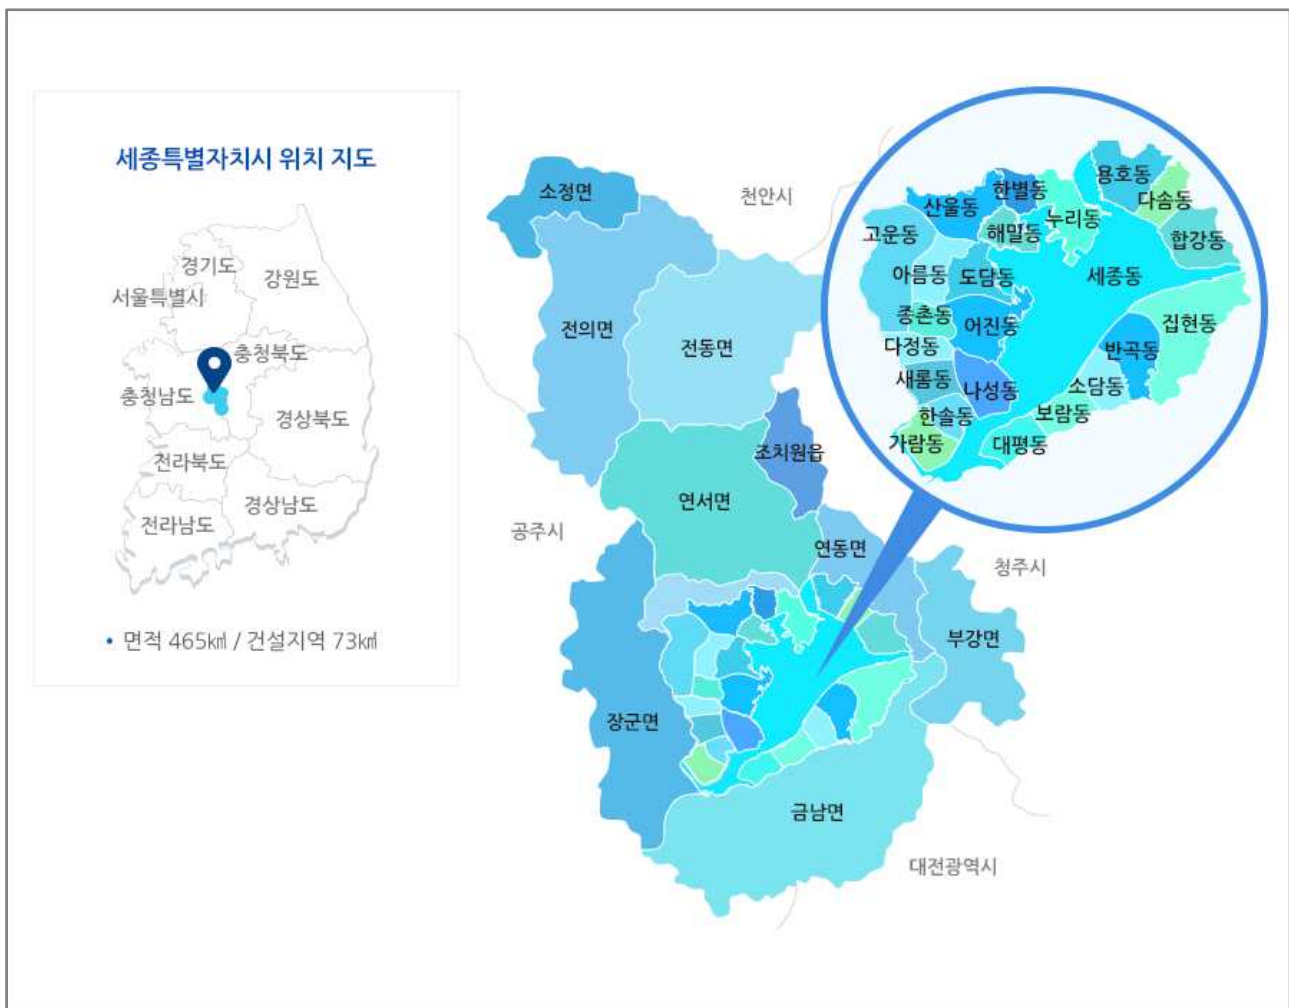 세종특별자치시 위치 지도
경기도
강원도
서울특별시
충청북도
충청남도
경상북도
전라북도
경상남도
전라남도
• 면적 465㎢ / 건설지역 73㎢
소정면
천안시
전의면
전동면
조치원읍
연서면
공주시
연동면
청주시
부강면
장군면
금남면
대전광역시
용호동
한별동
다솜동
산울동
누리동
해밀동
고운동
합강동
아름동
도담동
세종동
종촌동
어진동
집현동
다정동
반곡동
새롬동
나성동
소담동
한솔동
보람동
가람동
대평동